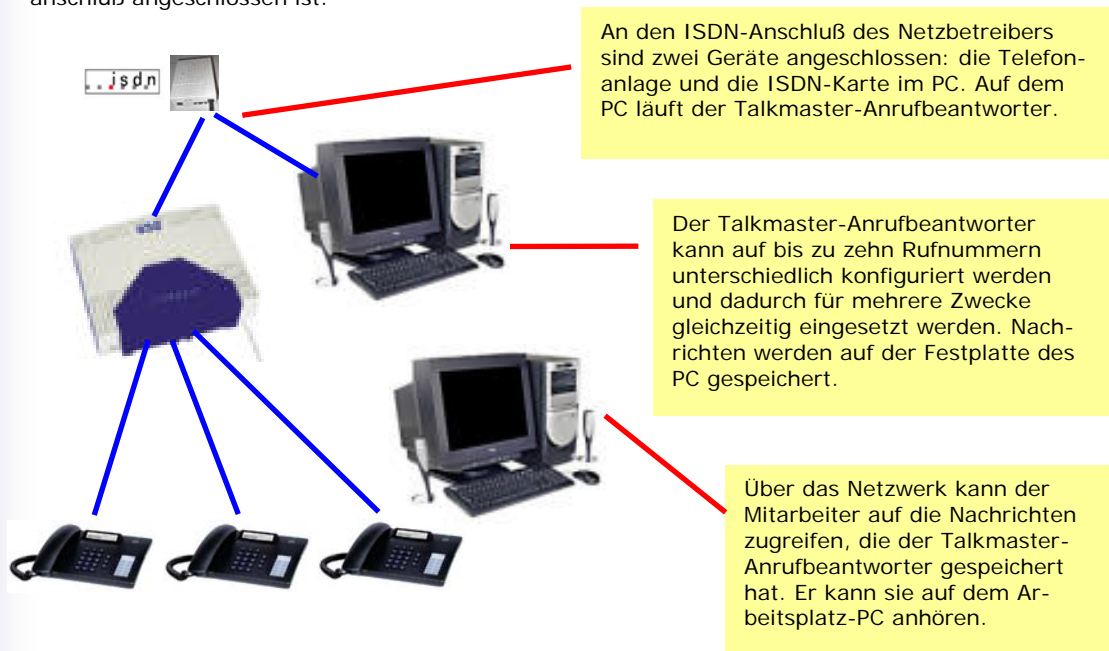 anschluß angeschlossen ist.
An den ISDN-Anschluß des Netzbetreibers
sind zwei Geräte angeschlossen: die Telefon-
anlage und die ISDN-Karte im PC. Auf dem
PC läuft der Talkmaster-Anrufbeantworter.
...isdn
Der Talkmaster-Anrufbeantworter
kann auf bis zu zehn Rufnummern
unterschiedlich konfiguriert werden
und dadurch für mehrere Zwecke
gleichzeitig eingesetzt werden. Nach-
richten werden auf der Festplatte des
PC gespeichert.
Über das Netzwerk kann der
Mitarbeiter auf die Nachrichten
zugreifen, die der Talkmaster-
Anrufbeantworter gespeichert
hat. Er kann sie auf dem Ar-
beitsplatz-PC anhören.